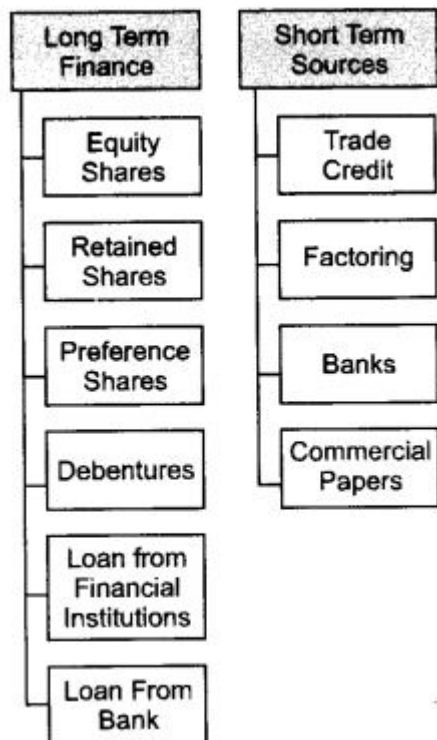 Long Term
Finance
Equity
Shares
Retained
Shares
Preference
Shares
Debentures
Loan from
Financial
Institutions
Loan From
Bank
Short Term
Sources
Trade
Credit
Factoring
Banks
Commercial
Papers